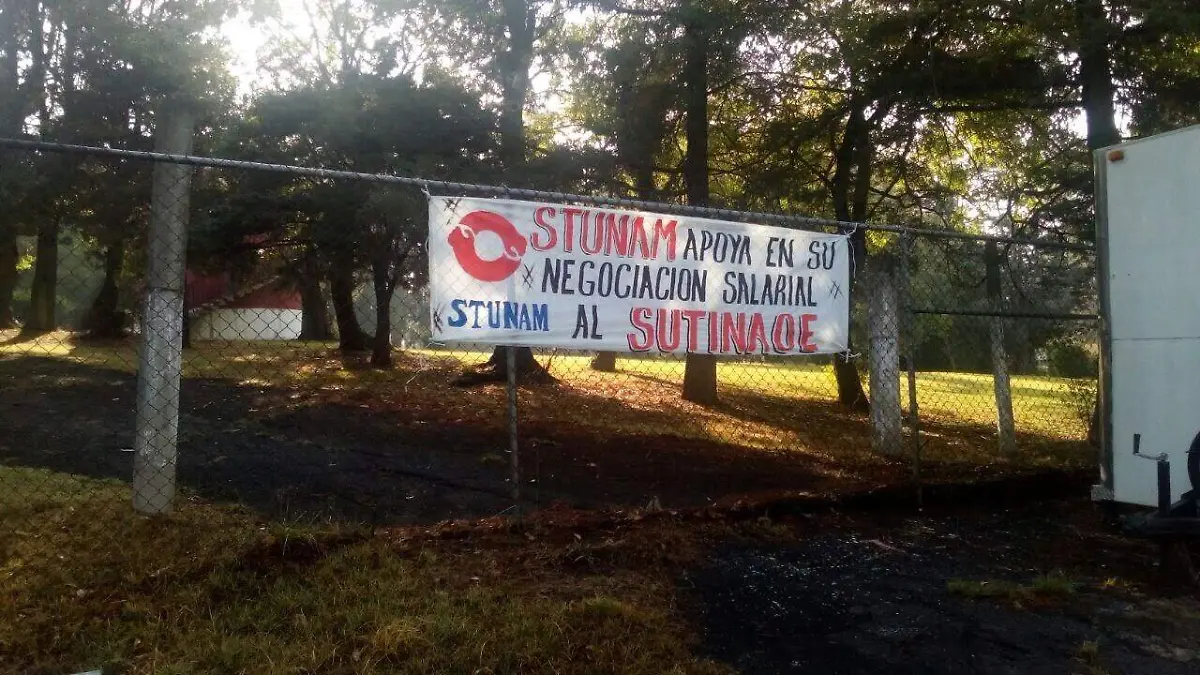 STUNAM APOYA EN SU
NEGOCIACION SALARIAL
STUNAM AL SUTINAOE